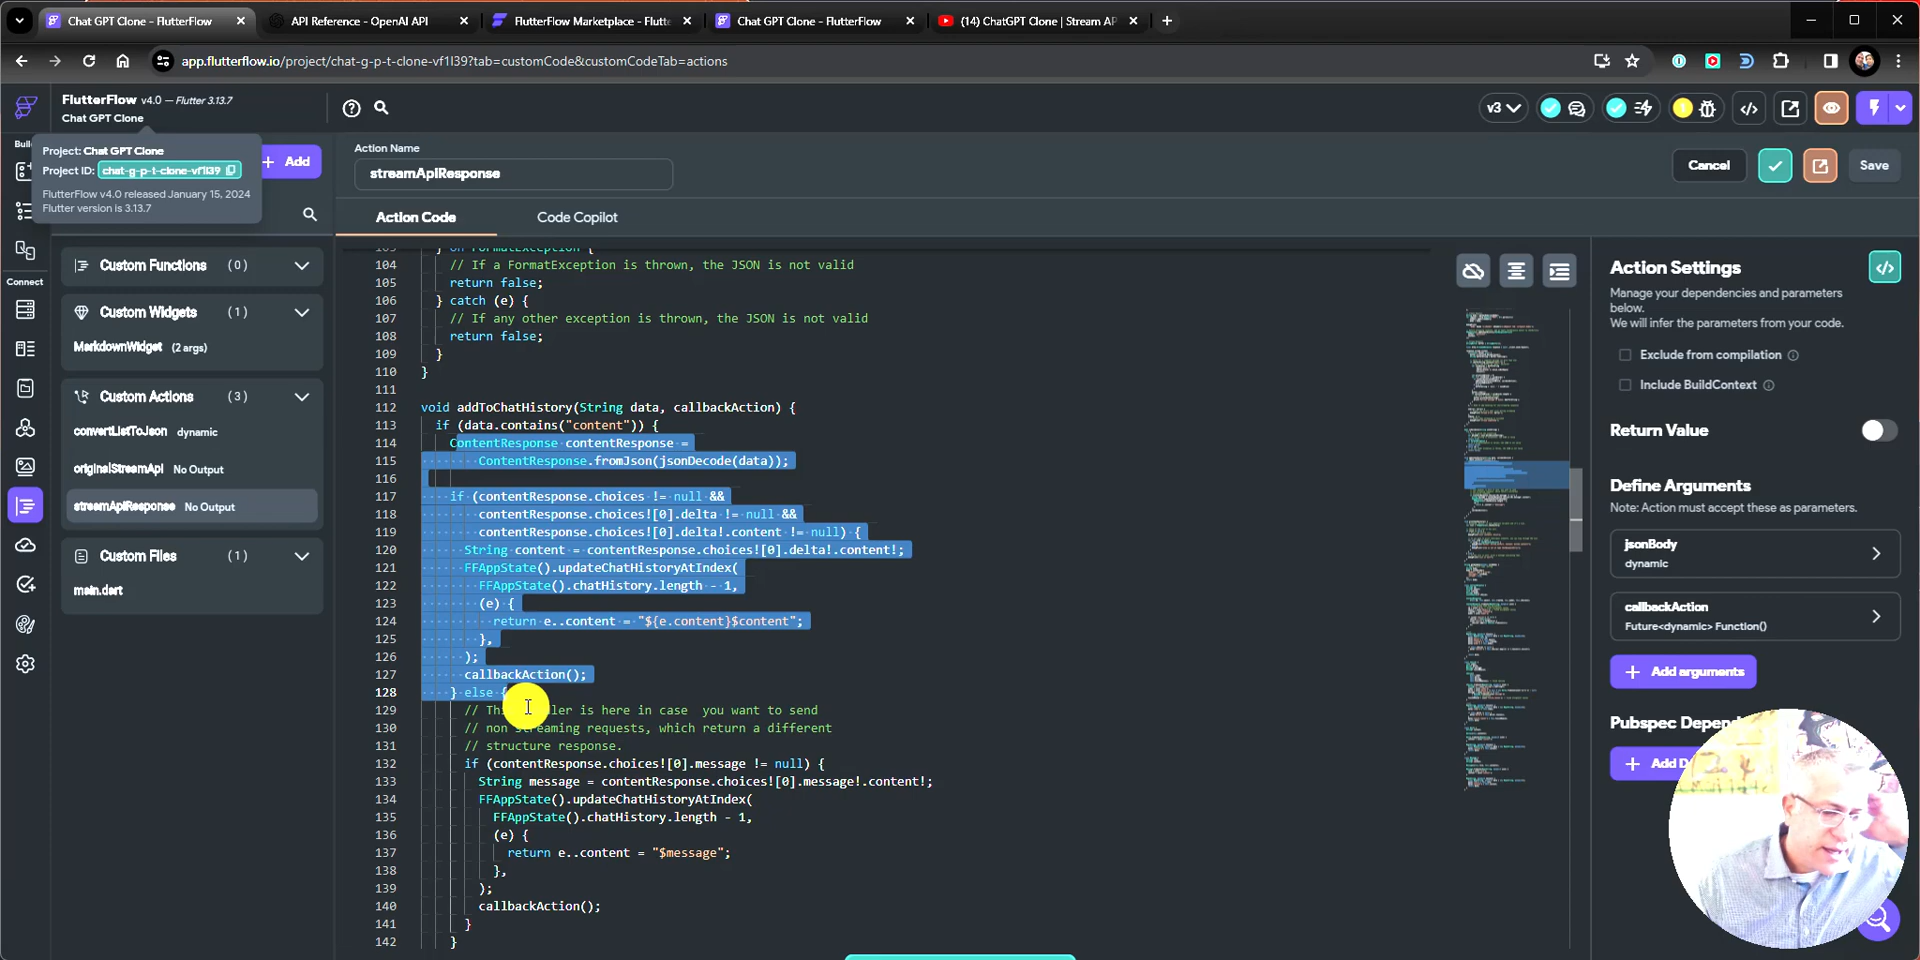 Chat GPT Clone - FlutterFlow
API Reference - OpenAI API
FlutterFlow Marketplace - Flutte
Chat GPT Clone - FlutterFlow
(14) ChatGPT Clone | Stream AP
app.flutterflow.io/project/chat-g-p-t-clone-vf1l39?tab=customCode&customCodeTab=actions
FlutterFlow v4.0 — Flutter 3.13.7
Chat GPT Clone
v3
Project: Chat GPT Clone
Project ID: chat-g-p-t-clone-vf1l39
FlutterFlow v4.0 released January 15, 2024
Flutter version is 3.13.7
+ Add
Connect
Custom Functions (0)
Custom Widgets (1)
MarkdownWidget (2 args)
Custom Actions (3)
convertListToJson dynamic
originalStreamApi No Output
streamApiResponse No Output
Custom Files (1)
main.dart
Action Name
streamApiResponse
Cancel
Save
Action Code
Code Copilot
103 } on FormatException {
104 // If a FormatException is thrown, the JSON is not valid
105 return false;
106 } catch (e) {
107 // If any other exception is thrown, the JSON is not valid
108 return false;
109 }
110 }
111
112 void addToChatHistory(String data, callbackAction) {
113 if (data.contains("content")) {
114 ContentResponse contentResponse =
115 ContentResponse.fromJson(jsonDecode(data));
116
117 if (contentResponse.choices != null &&
118 contentResponse.choices![0].delta != null &&
119 contentResponse.choices![0].delta!.content != null) {
120 String content = contentResponse.choices![0].delta!.content!;
121 FFAppState().updateChatHistoryAtIndex(
122 FFAppState().chatHistory.length - 1,
123 (e) {
124 return e..content = "${e.content}$content";
125 },
126 );
127 callbackAction();
128 } else {
129 // Th ler is here in case you want to send
130 // non streaming requests, which return a different
131 // structure response.
132 if (contentResponse.choices![0].message != null) {
133 String message = contentResponse.choices![0].message!.content!;
134 FFAppState().updateChatHistoryAtIndex(
135 FFAppState().chatHistory.length - 1,
136 (e) {
137 return e..content = "$message";
138 },
139 );
140 callbackAction();
141 }
142 }
Action Settings
Manage your dependencies and parameters
below.
We will infer the parameters from your code.
Exclude from compilation
Include BuildContext
Return Value
Define Arguments
Note: Action must accept these as parameters.
jsonBody
dynamic
callbackAction
Future<dynamic> Function()
+ Add arguments
Pubspec Depend
+ Add D